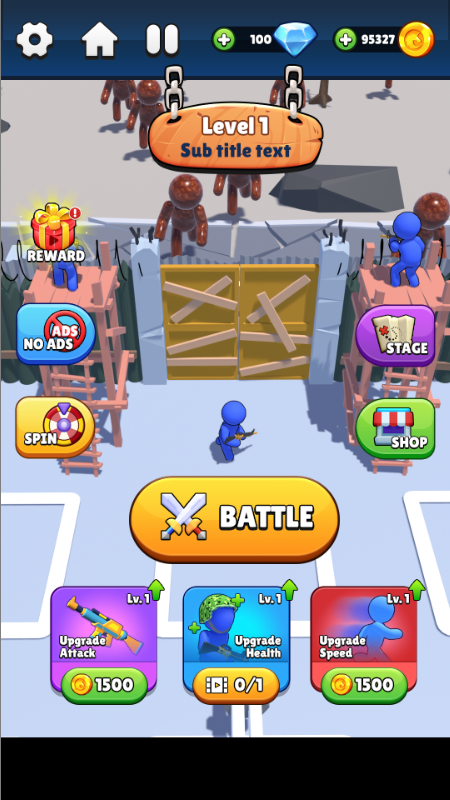 100
95327
Level 1
Sub title text
REWARD
ADS
NO ADS
STAGE
SPIN
SHOP
BATTLE
Lv. 1
Upgrade
Attack
1500
Lv. 1
Upgrade
Health
0/1
Lv. 1
Upgrade
Speed
1500